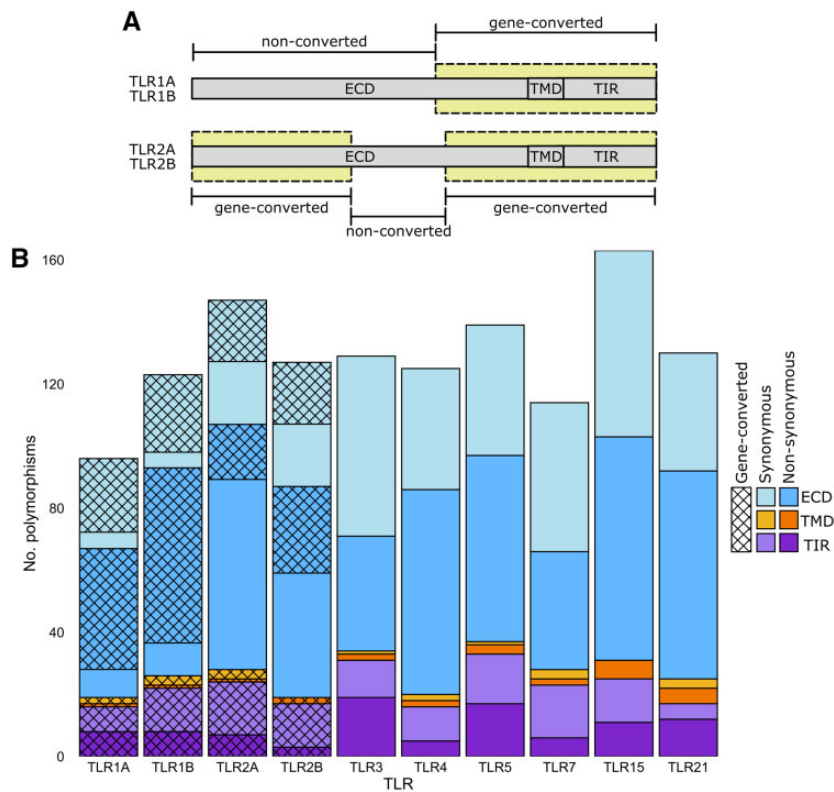 A
gene-converted
non-converted
TLR1A
TLR1B
ECD
TMD
TIR
TLR2A
TLR2B
ECD
TMD
TIR
gene-converted
gene-converted
non-converted
B
160
120
80
40
0
No. polymorphisms
TLR1A
TLR1B
TLR2A
TLR2B
TLR3
TLR4
TLR5
TLR7
TLR15
TLR21
TLR
Gene-converted
Synonymous
Non-synonymous
ECD
TMD
TIR